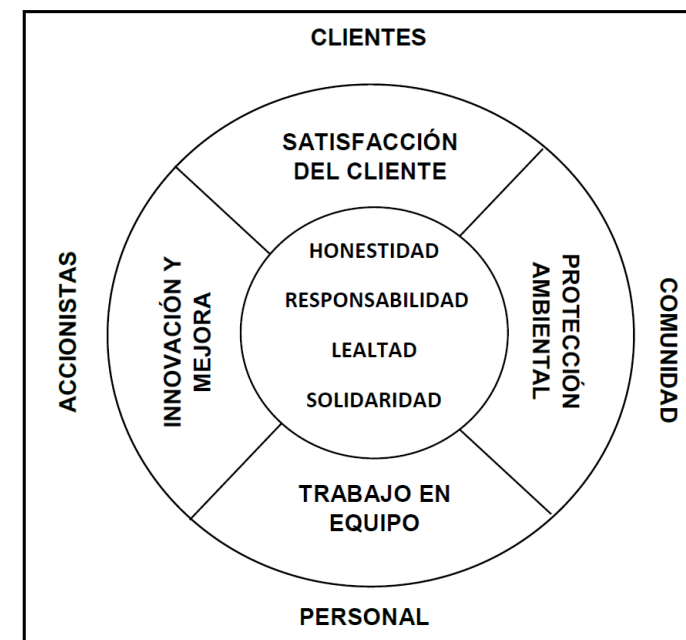 CLIENTES
SATISFACCIÓN
DEL CLIENTE
ACCIONISTAS
INNOVACIÓN Y
MEJORA
HONESTIDAD
RESPONSABILIDAD
LEALTAD
SOLIDARIDAD
PROTECCIÓN
AMBIENTAL
COMUNIDAD
TRABAJO EN
EQUIPO
PERSONAL